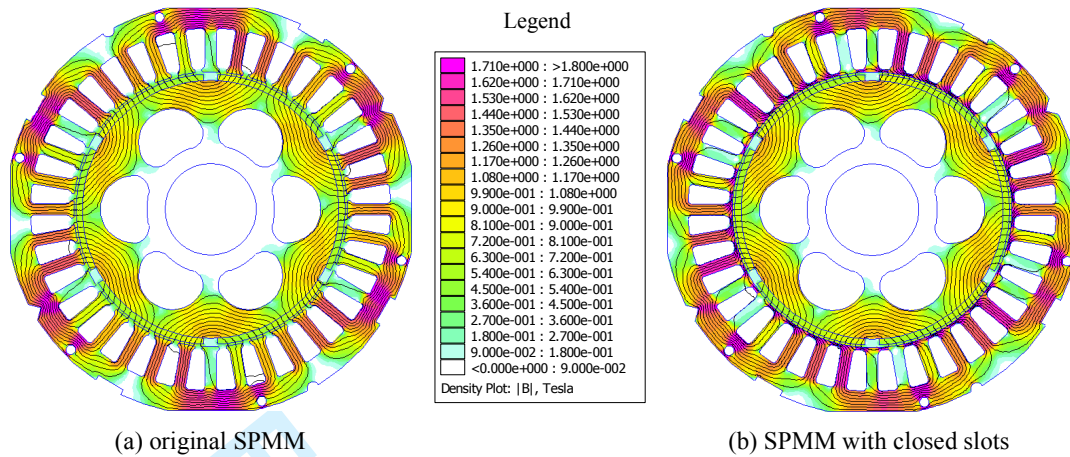 Legend
1.710e+000 : >1.800e+000
1.620e+000 : 1.710e+000
1.530e+000 : 1.620e+000
1.440e+000 : 1.530e+000
1.350e+000 : 1.440e+000
1.260e+000 : 1.350e+000
1.170e+000 : 1.260e+000
1.080e+000 : 1.170e+000
9.900e-001 : 1.080e+000
9.000e-001 : 9.900e-001
8.100e-001 : 9.000e-001
7.200e-001 : 8.100e-001
6.300e-001 : 7.200e-001
5.400e-001 : 6.300e-001
4.500e-001 : 5.400e-001
3.600e-001 : 4.500e-001
2.700e-001 : 3.600e-001
1.800e-001 : 2.700e-001
9.000e-002 : 1.800e-001
<0.000e+000 : 9.000e-002
Density Plot: |B|, Tesla
(a) original SPMM
(b) SPMM with closed slots